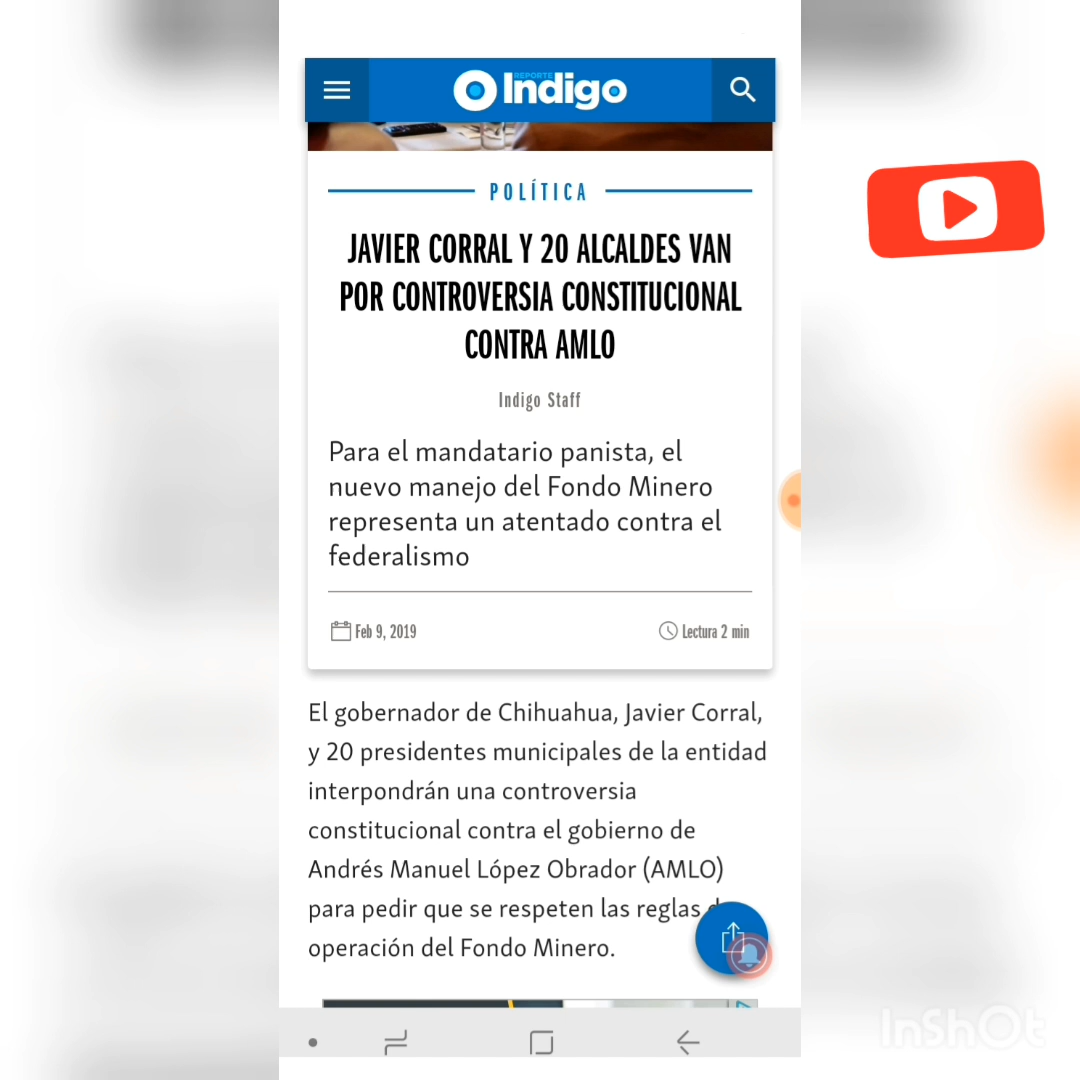 REPORTE
Indigo
POLÍTICA
JAVIER CORRAL Y 20 ALCALDES VAN
POR CONTROVERSIA CONSTITUCIONAL
CONTRA AMLO
Indigo Staff
Para el mandatario panista, el
nuevo manejo del Fondo Minero
representa un atentado contra el
federalismo
Feb 9, 2019
Lectura 2 min
El gobernador de Chihuahua, Javier Corral,
y 20 presidentes municipales de la entidad
interpondrán una controversia
constitucional contra el gobierno de
Andrés Manuel López Obrador (AMLO)
para pedir que se respeten las reglas
operación del Fondo Minero.
InShOt